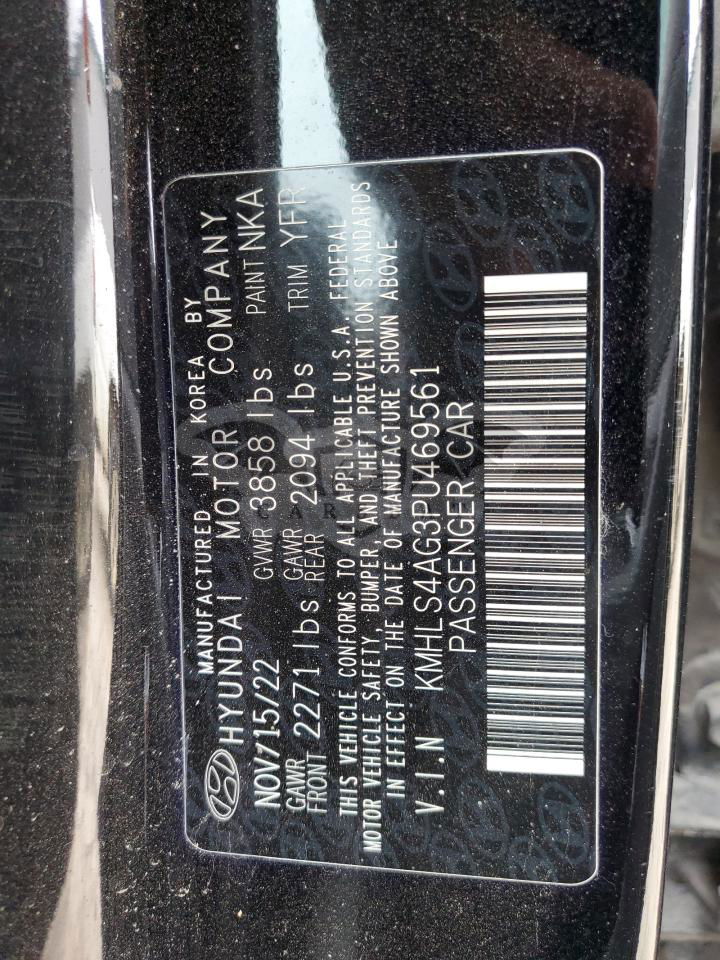 MANUFACTURED IN KOREA BY
HYUNDAI MOTOR COMPANY
NOV/15/22 GVWR 3858 lbs PAINT NKA
GAWR FRONT 2271 lbs GAWR REAR 2094 lbs TRIM YFR
THIS VEHICLE CONFORMS TO ALL APPLICABLE U.S.A FEDERAL
MOTOR VEHICLE SAFETY, BUMPER, AND THEFT PREVENTION STANDARDS
IN EFFECT ON THE DATE OF MANUFACTURE SHOWN ABOVE
V.I.N KMHLS4AG3PU469561
PASSENGER CAR